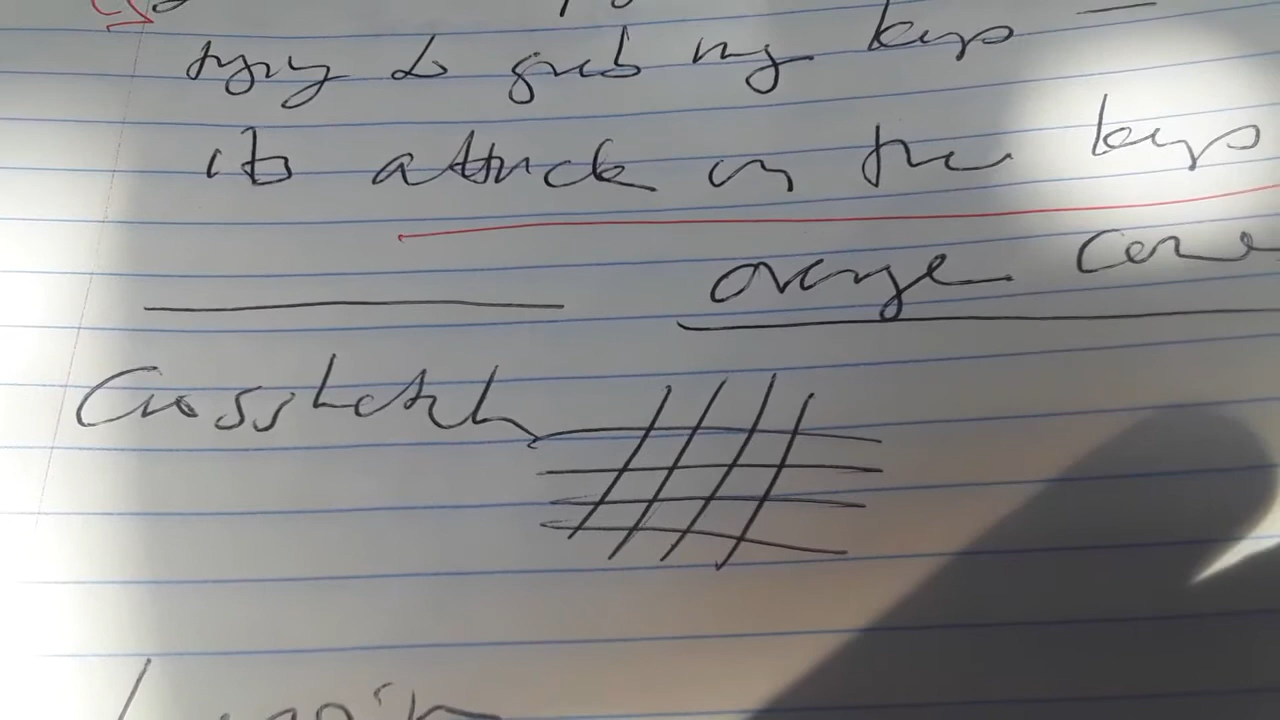 trying to grab my keys —
its attack on the keys
orange cone
Crosshatch